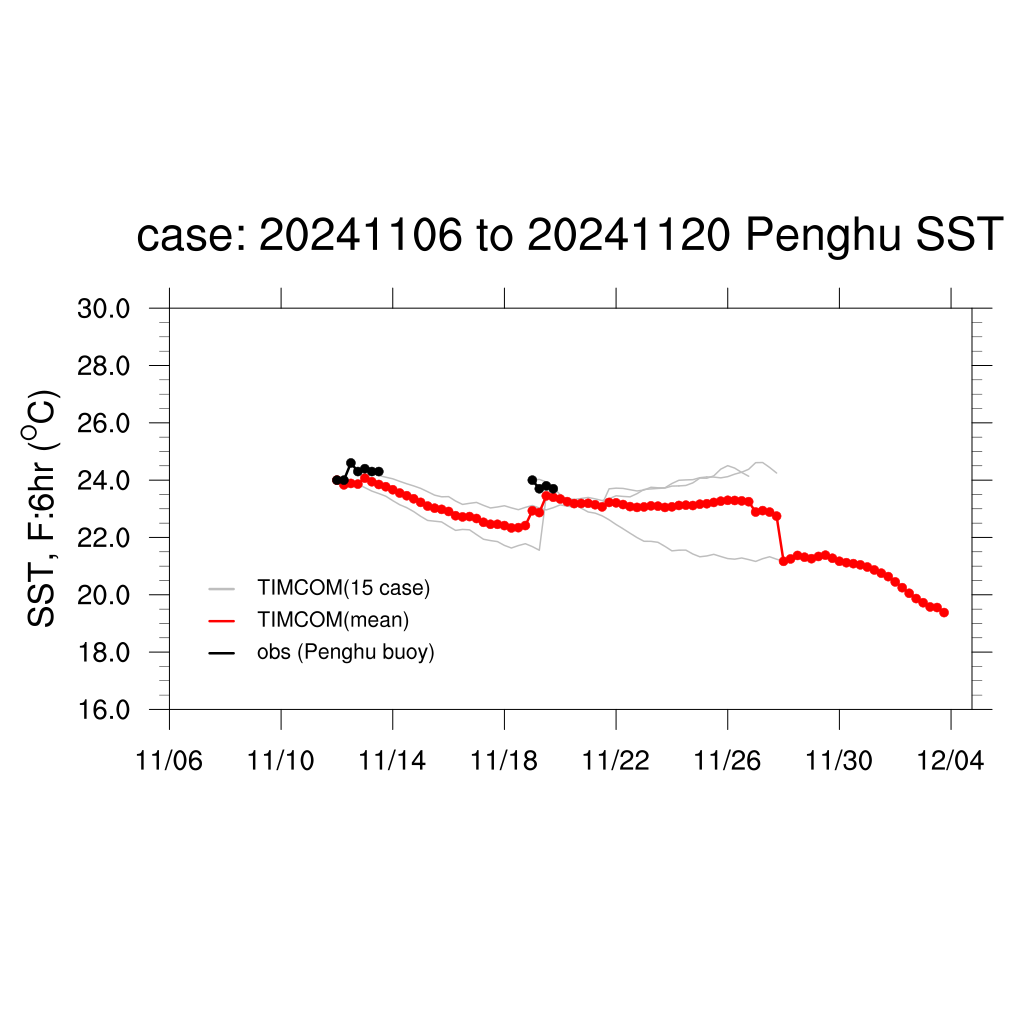 case: 20241106 to 20241120 Penghu SST
30.0
28.0
26.0
24.0
22.0
20.0
18.0
16.0
SST, F:6hr (°C)
TIMCOM(15 case)
TIMCOM(mean)
obs (Penghu buoy)
11/06 11/10 11/14 11/18 11/22 11/26 11/30 12/04